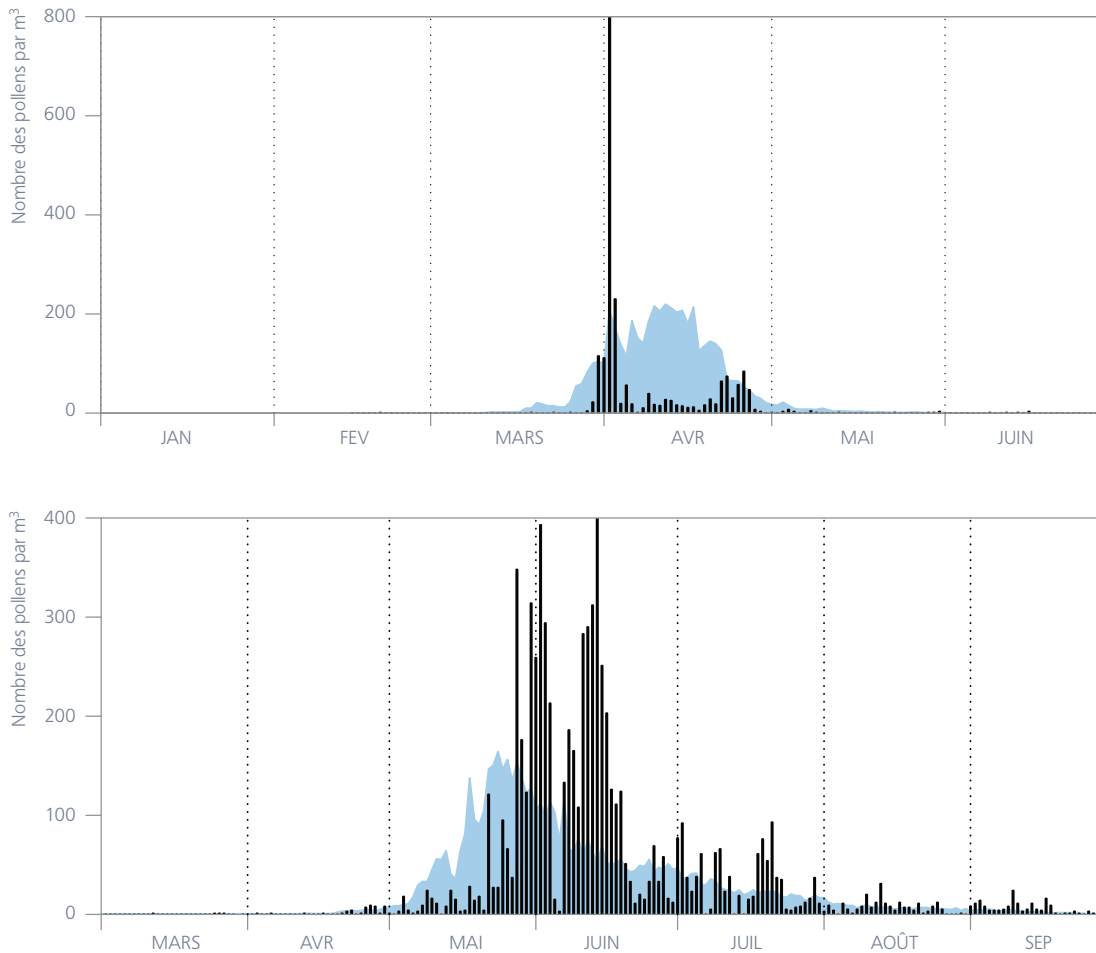 Nombre des pollens par m³
800
600
400
200
0
JAN FEV MARS AVR MAI JUIN
Nombre des pollens par m³
400
300
200
100
0
MARS AVR MAI JUIN JUIL AOÛT SEP